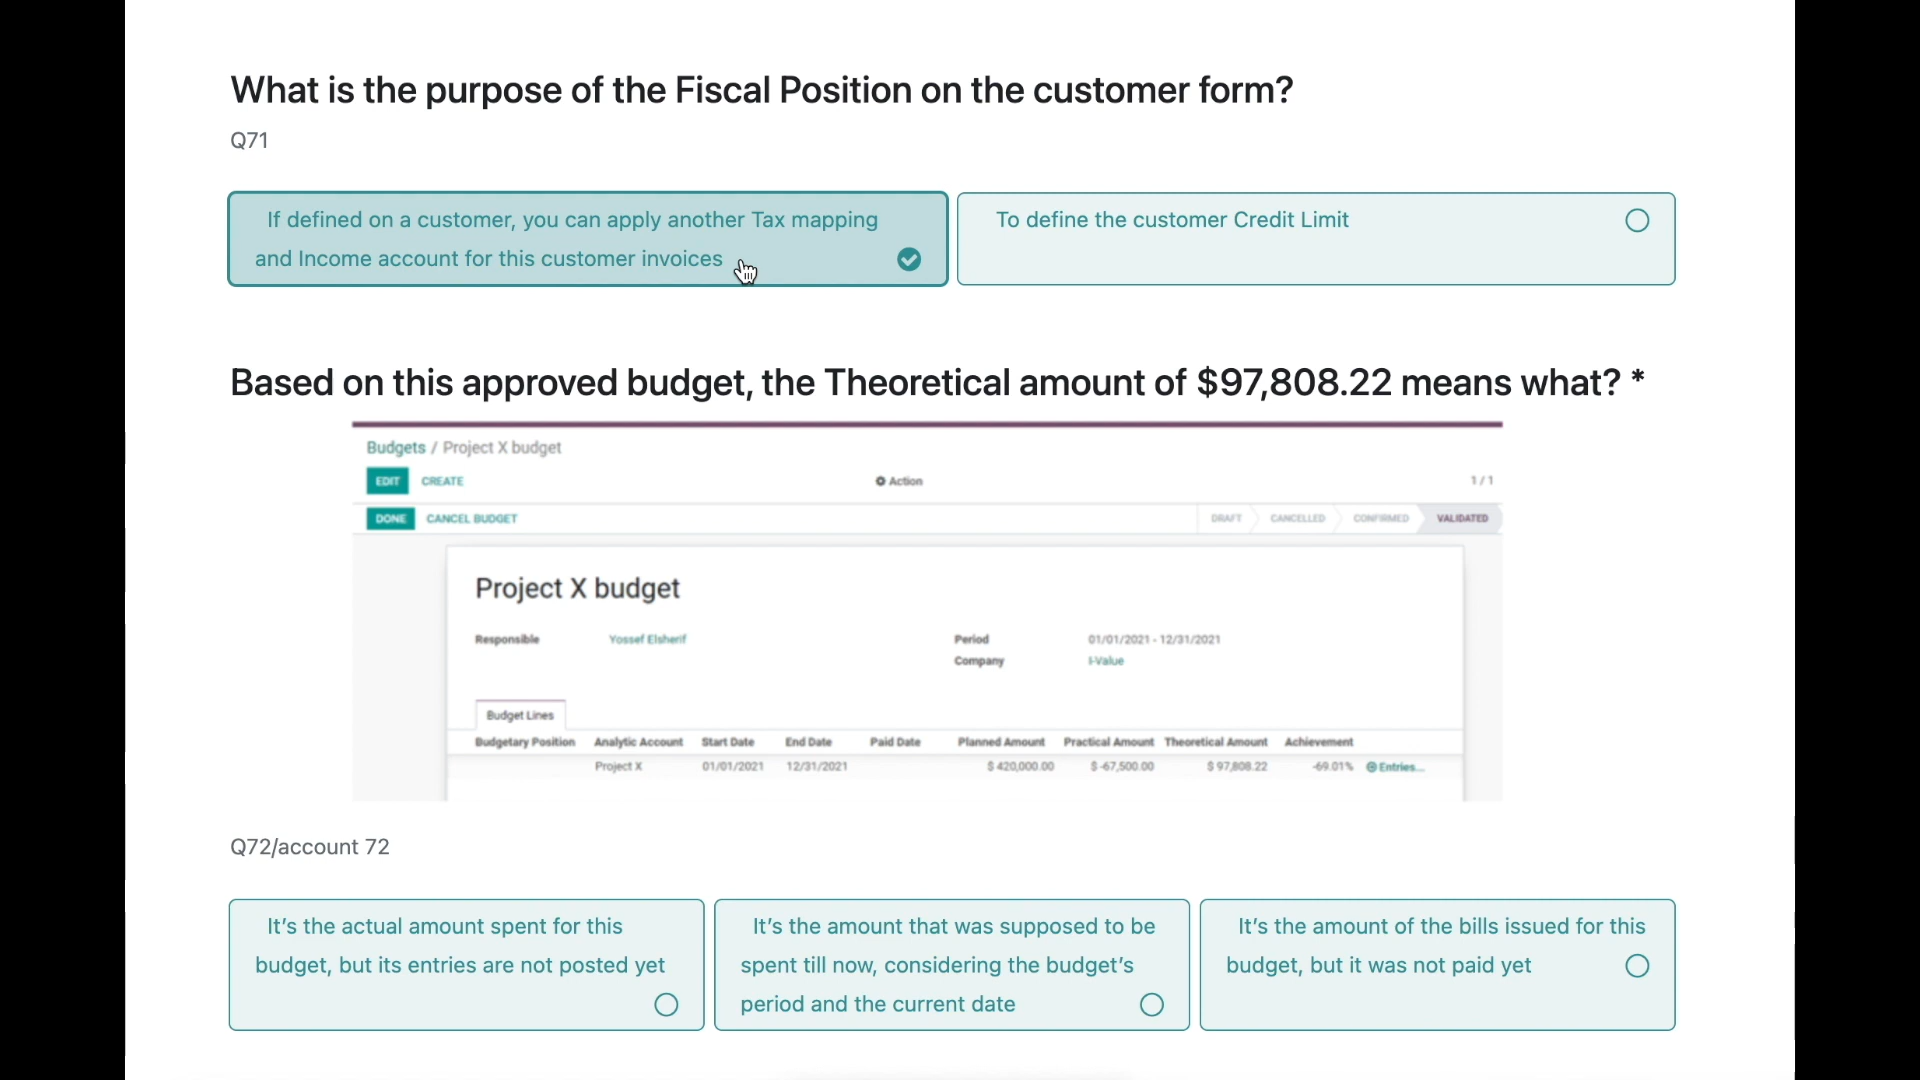 What is the purpose of the Fiscal Position on the customer form?
Q71
If defined on a customer, you can apply another Tax mapping
and Income account for this customer invoices
To define the customer Credit Limit
Based on this approved budget, the Theoretical amount of $97,808.22 means what? *
Budgets / Project X budget
EDIT CREATE Action 1 / 1
DONE CANCEL BUDGET DRAFT CANCELLED CONFIRMED VALIDATED
Project X budget
Responsible Yossef Elsherif Period 01/01/2021 - 12/31/2021
Company I-Value
Budget Lines
Budgetary Position Analytic Account Start Date End Date Paid Date Planned Amount Practical Amount Theoretical Amount Achievement
Project X 01/01/2021 12/31/2021 $ 420,000.00 $ -67,500.00 $ 97,808.22 -69.01% Entries...
Q72/account 72
It's the actual amount spent for this
budget, but its entries are not posted yet
It's the amount that was supposed to be
spent till now, considering the budget's
period and the current date
It's the amount of the bills issued for this
budget, but it was not paid yet